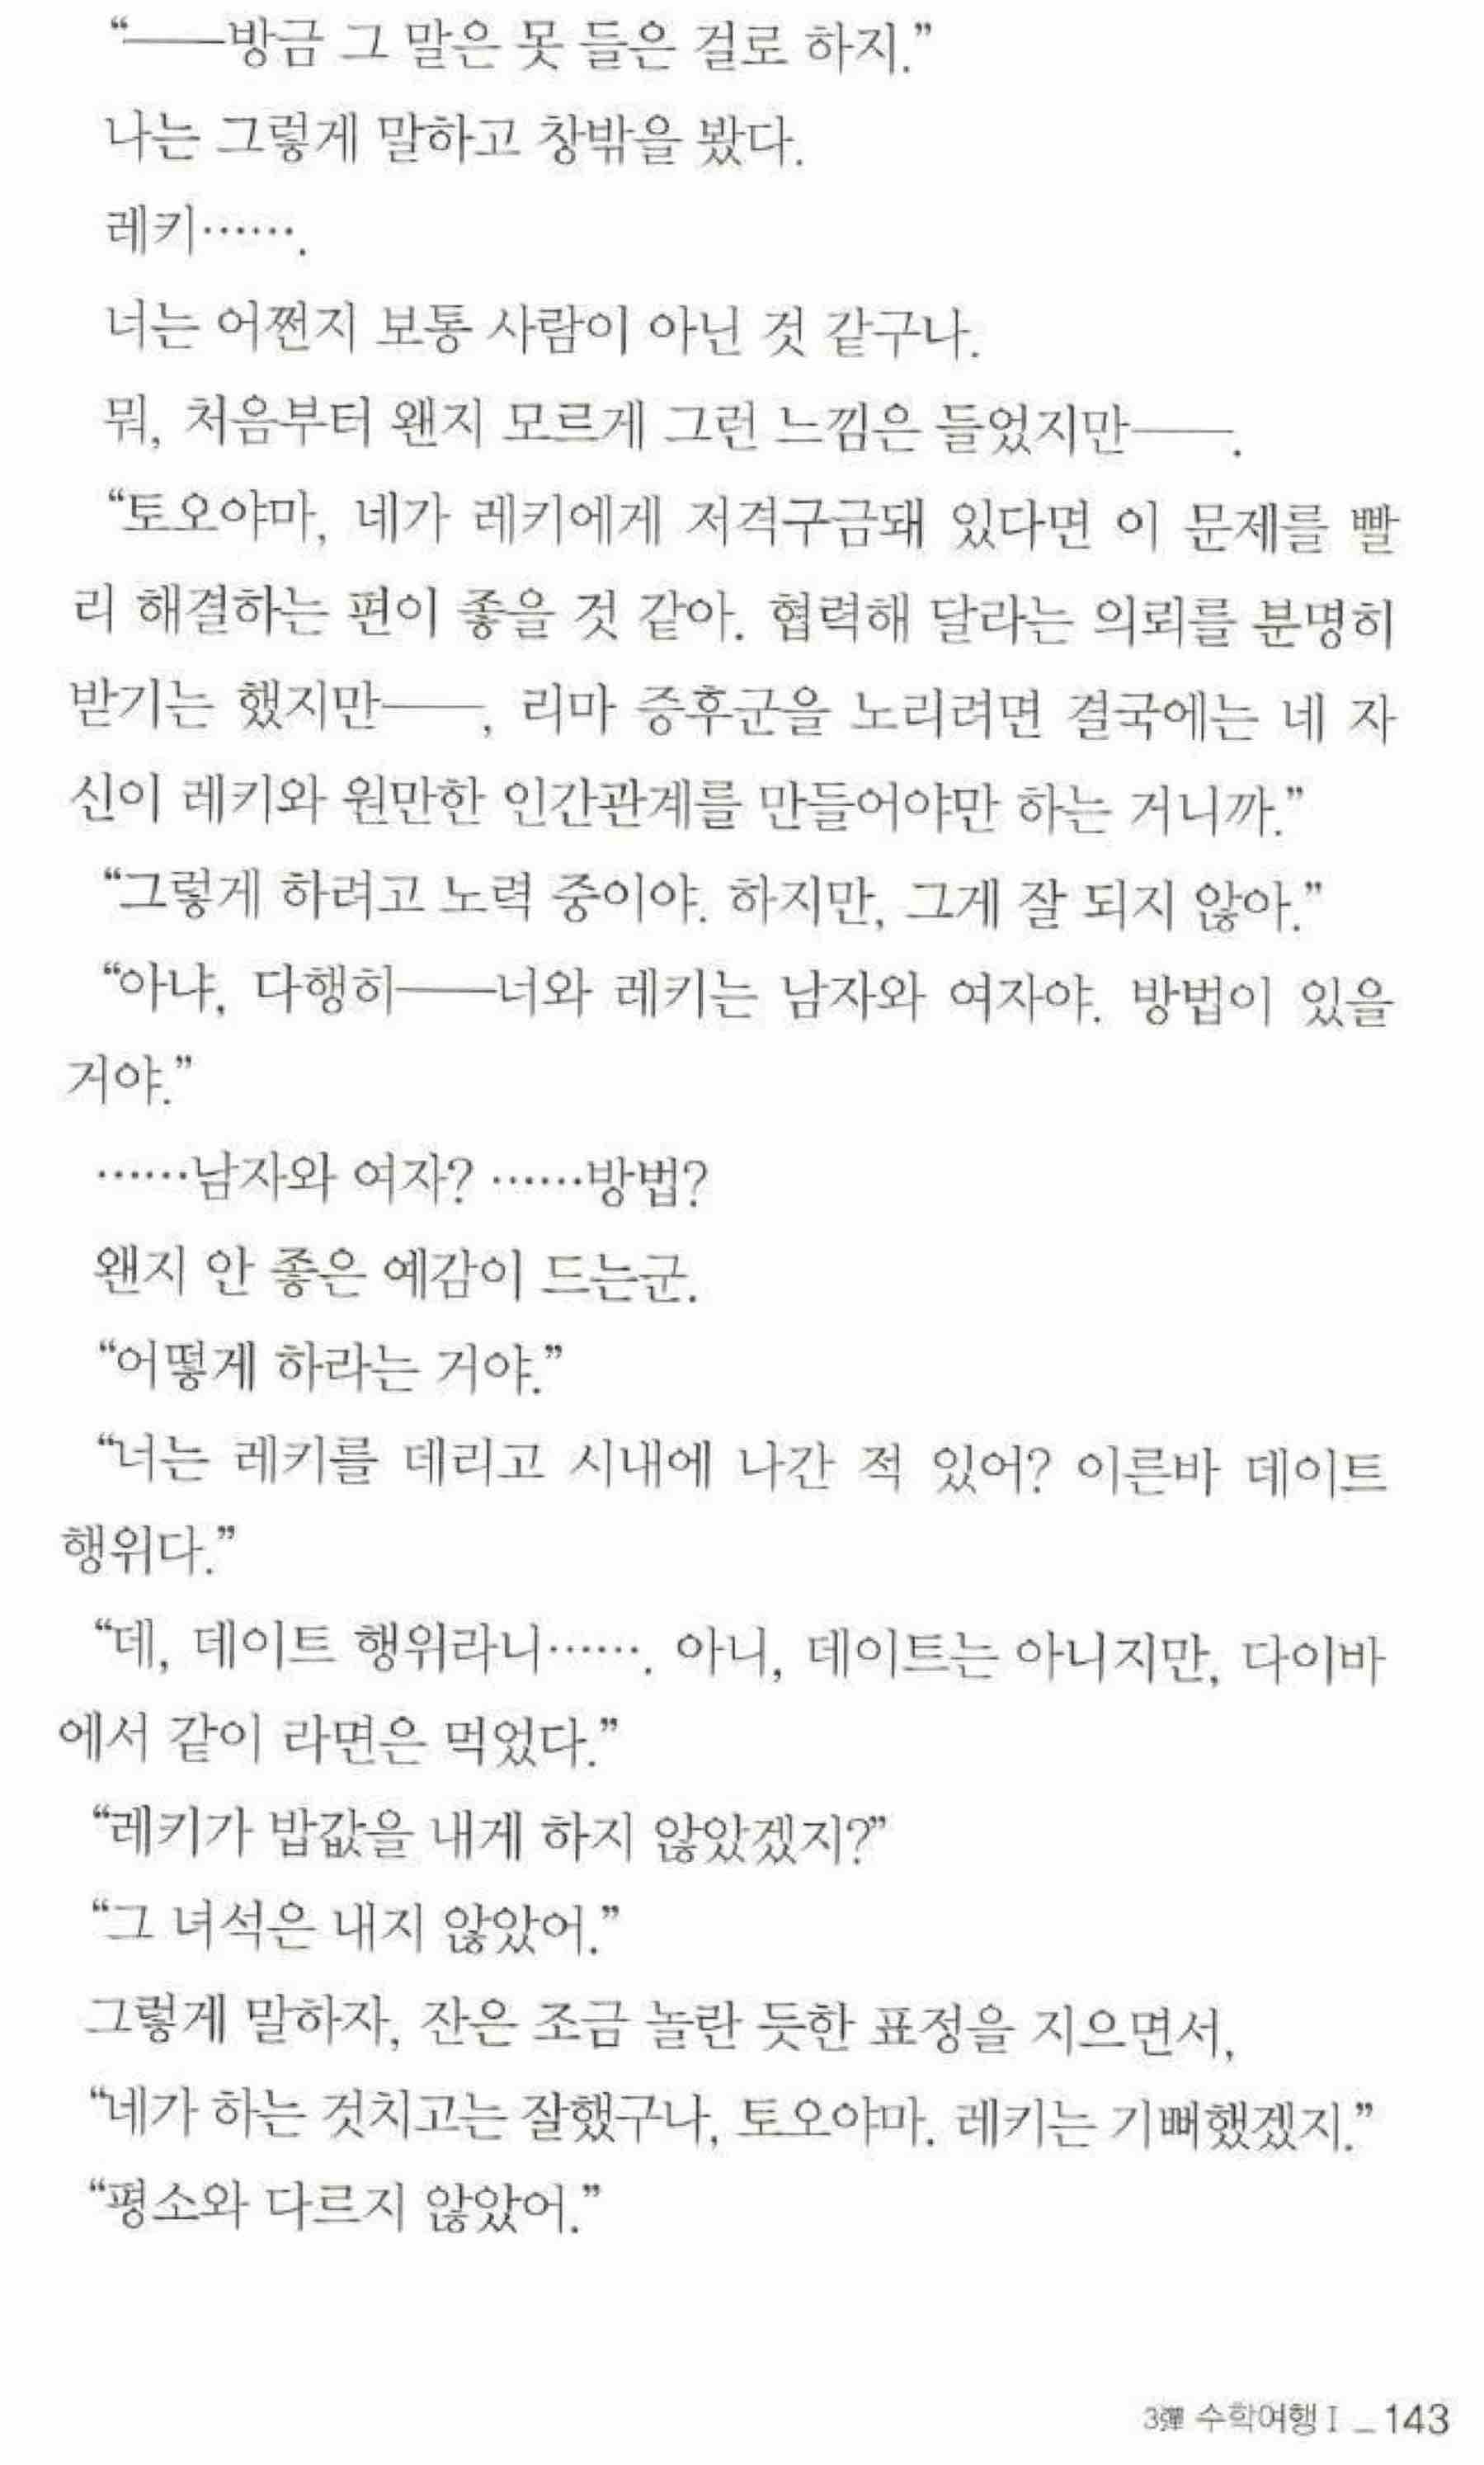 “──방금 그 말은 못 들은 걸로 하지.”
나는 그렇게 말하고 창밖을 봤다.
레키…….
너는 어쩐지 보통 사람이 아닌 것 같구나.
뭐, 처음부터 왠지 모르게 그런 느낌은 들었지만──.
“토오야마, 네가 레키에게 저격구금돼 있다면 이 문제를 빨
리 해결하는 편이 좋을 것 같아. 협력해 달라는 의뢰를 분명히
받기는 했지만──, 리마 증후군을 노리려면 결국에는 네 자
신이 레키와 원만한 인간관계를 만들어야만 하는 거니까.”
“그렇게 하려고 노력 중이야. 하지만, 그게 잘 되지 않아.”
“아냐, 다행히──너와 레키는 남자와 여자야. 방법이 있을
거야.”
……남자와 여자? ……방법?
왠지 안 좋은 예감이 드는군.
“어떻게 하라는 거야.”
“너는 레키를 데리고 시내에 나간 적 있어? 이른바 데이트
행위다.”
“데, 데이트 행위라니……. 아니, 데이트는 아니지만, 다이바
에서 같이 라면은 먹었다.”
“레키가 밥값을 내게 하지 않았겠지?”
“그 녀석은 내지 않았어.”
그렇게 말하자, 잔은 조금 놀란 듯한 표정을 지으면서,
“네가 하는 것치고는 잘했구나, 토오야마. 레키는 기뻐했겠지.”
“평소와 다르지 않았어.”
3彈 수학여행Ⅰ _ 143